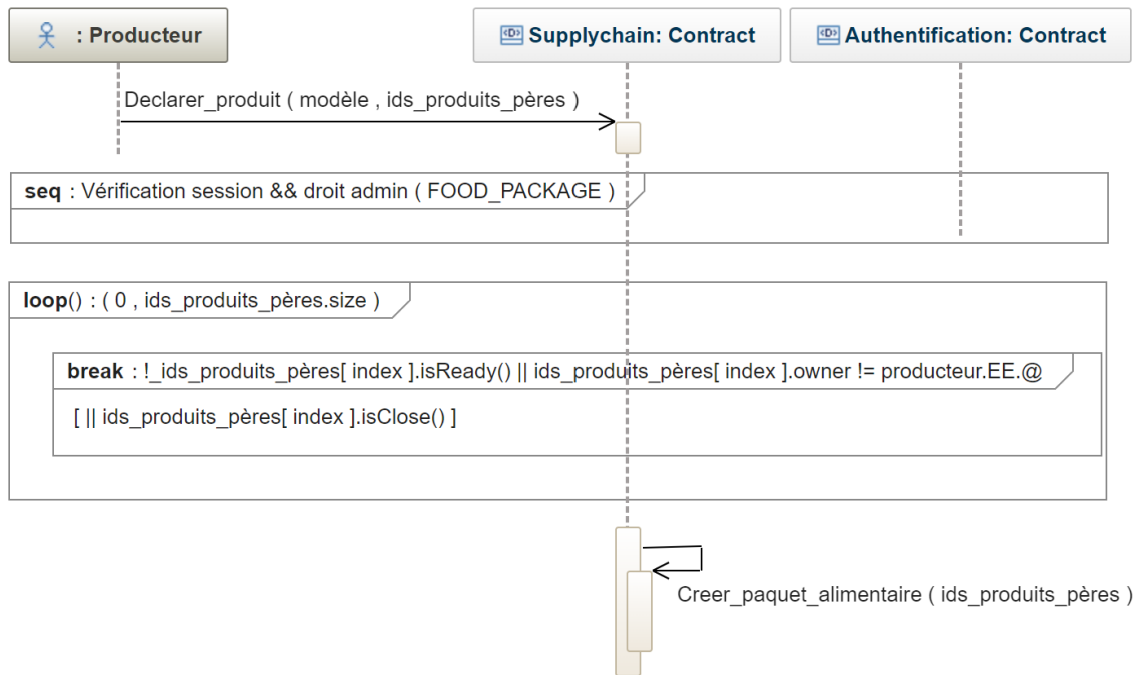 : Producteur
Supplychain: Contract
Authentification: Contract
Declarer_produit ( modèle , ids_produits_pères )
seq : Vérification session && droit admin ( FOOD_PACKAGE )
loop() : ( 0 , ids_produits_pères.size )
break : !_ids_produits_pères[ index ].isReady() || ids_produits_pères[ index ].owner != producteur.EE.@
[ || ids_produits_pères[ index ].isClose() ]
Creer_paquet_alimentaire ( ids_produits_pères )